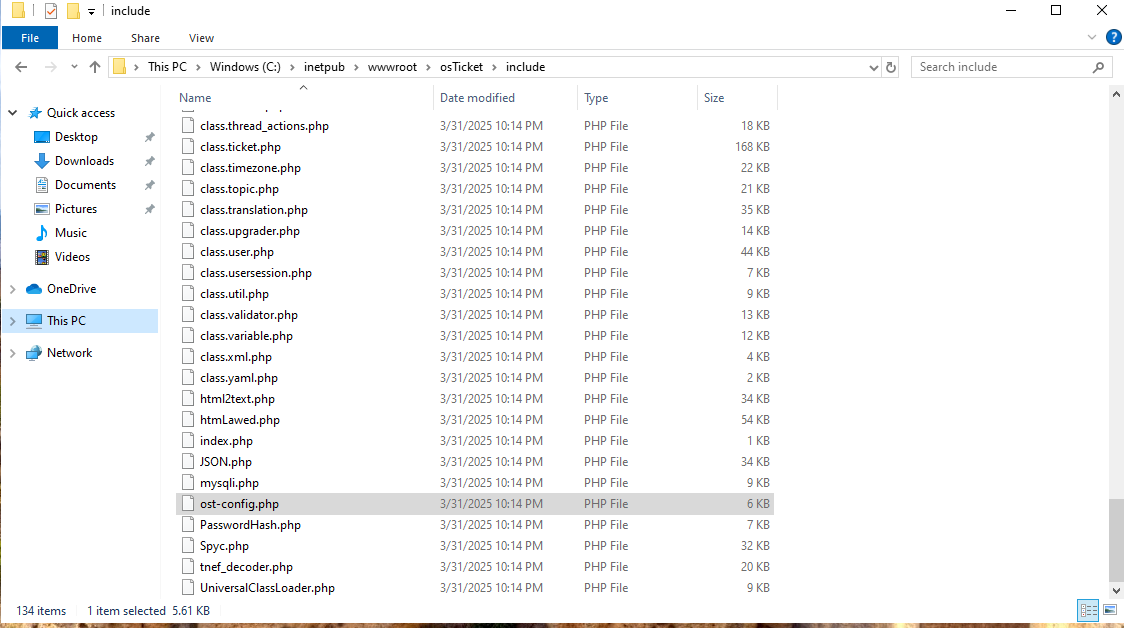 include
File Home Share View
This PC Windows (C:) inetpub wwwroot osTicket include
Search include
Quick access
Desktop
Downloads
Documents
Pictures
Music
Videos
OneDrive
This PC
Network
Name Date modified Type Size
class.thread_actions.php 3/31/2025 10:14 PM PHP File 18 KB
class.ticket.php 3/31/2025 10:14 PM PHP File 168 KB
class.timezone.php 3/31/2025 10:14 PM PHP File 22 KB
class.topic.php 3/31/2025 10:14 PM PHP File 21 KB
class.translation.php 3/31/2025 10:14 PM PHP File 35 KB
class.upgrader.php 3/31/2025 10:14 PM PHP File 14 KB
class.user.php 3/31/2025 10:14 PM PHP File 44 KB
class.usersession.php 3/31/2025 10:14 PM PHP File 7 KB
class.util.php 3/31/2025 10:14 PM PHP File 9 KB
class.validator.php 3/31/2025 10:14 PM PHP File 13 KB
class.variable.php 3/31/2025 10:14 PM PHP File 12 KB
class.xml.php 3/31/2025 10:14 PM PHP File 4 KB
class.yaml.php 3/31/2025 10:14 PM PHP File 2 KB
html2text.php 3/31/2025 10:14 PM PHP File 34 KB
htmLawed.php 3/31/2025 10:14 PM PHP File 54 KB
index.php 3/31/2025 10:14 PM PHP File 1 KB
JSON.php 3/31/2025 10:14 PM PHP File 34 KB
mysqli.php 3/31/2025 10:14 PM PHP File 9 KB
ost-config.php 3/31/2025 10:14 PM PHP File 6 KB
PasswordHash.php 3/31/2025 10:14 PM PHP File 7 KB
Spyc.php 3/31/2025 10:14 PM PHP File 32 KB
tnef_decoder.php 3/31/2025 10:14 PM PHP File 20 KB
UniversalClassLoader.php 3/31/2025 10:14 PM PHP File 9 KB
134 items 1 item selected 5.61 KB